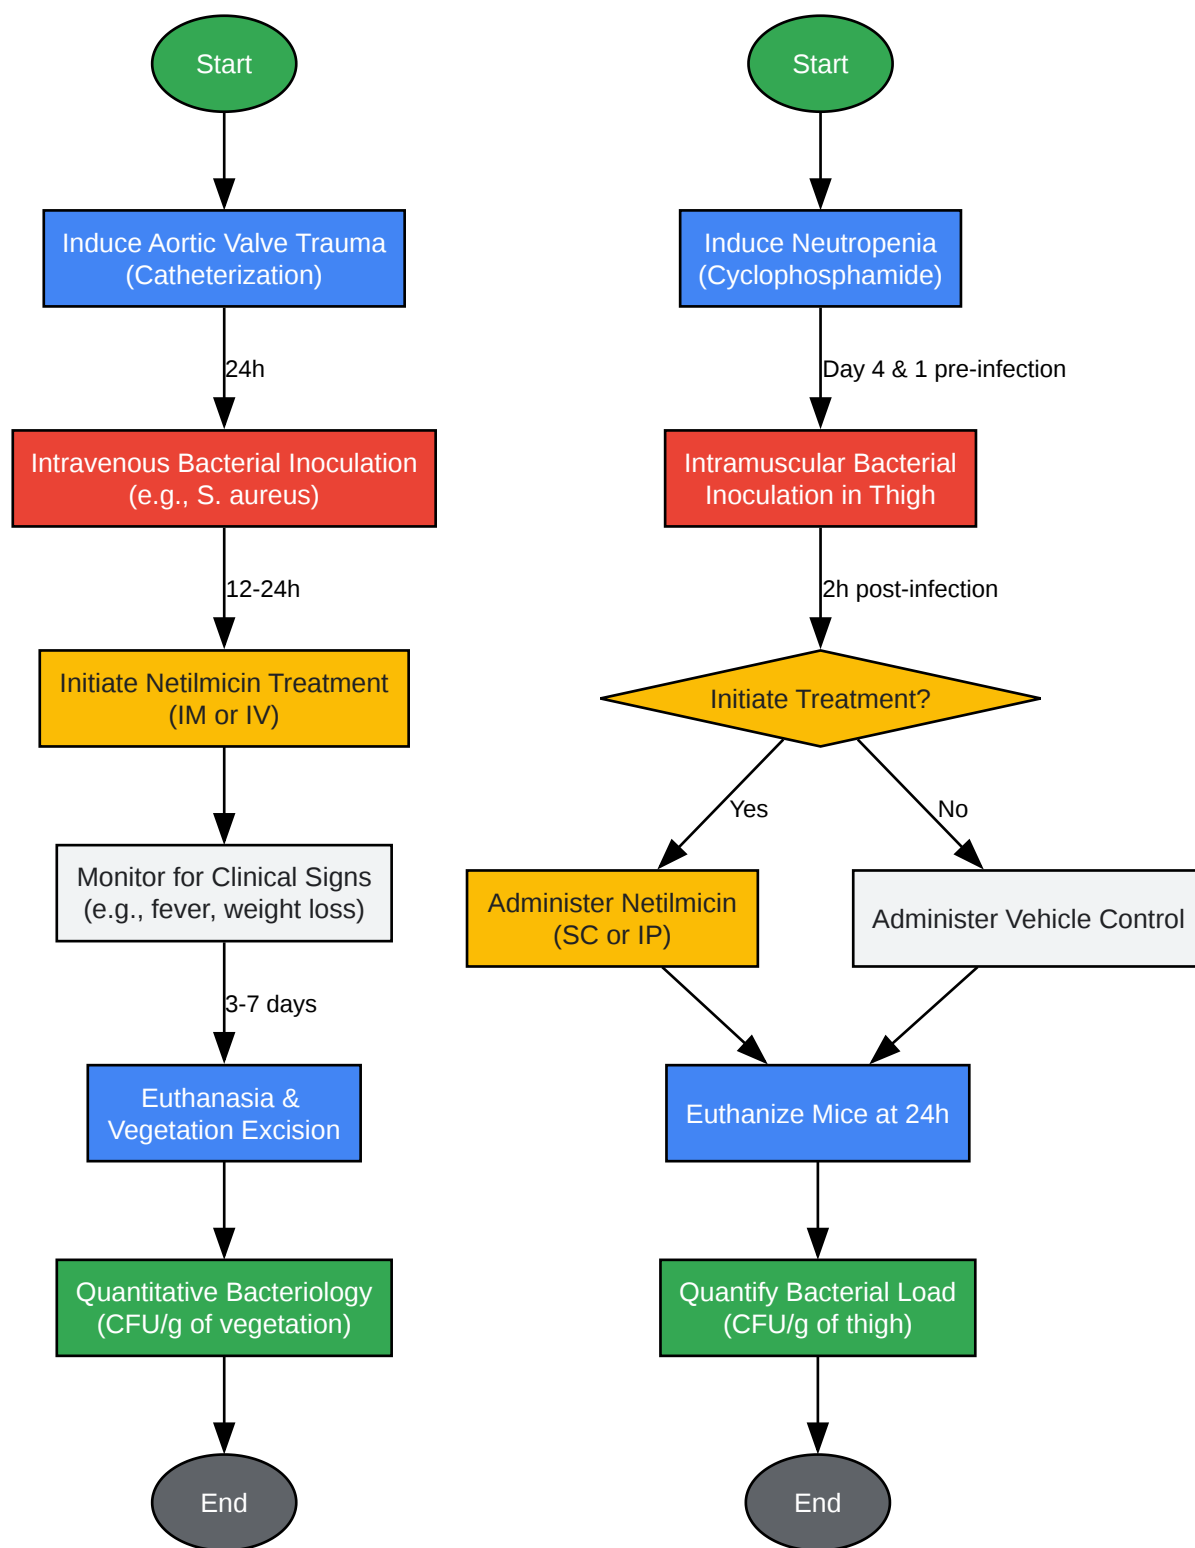 Start
Induce Aortic Valve Trauma
(Catheterization)
24h
Intravenous Bacterial Inoculation
(e.g., S. aureus)
12-24h
Initiate Netilmicin Treatment
(IM or IV)
Monitor for Clinical Signs
(e.g., fever, weight loss)
3-7 days
Euthanasia &
Vegetation Excision
Quantitative Bacteriology
(CFU/g of vegetation)
End
Start
Induce Neutropenia
(Cyclophosphamide)
Day 4 & 1 pre-infection
Intramuscular Bacterial
Inoculation in Thigh
2h post-infection
Initiate Treatment?
Yes
No
Administer Netilmicin
(SC or IP)
Administer Vehicle Control
Euthanize Mice at 24h
Quantify Bacterial Load
(CFU/g of thigh)
End